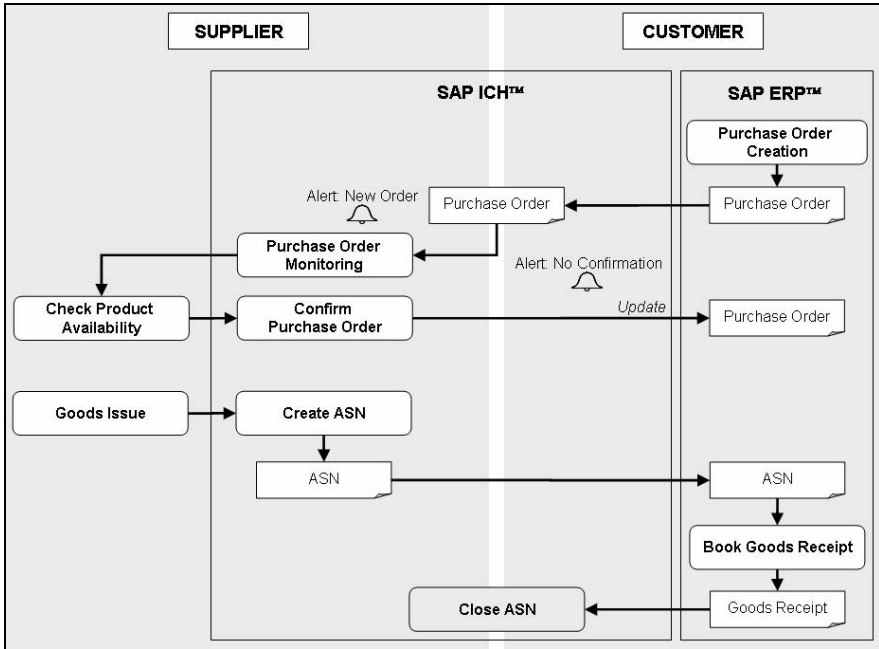 SUPPLIER
CUSTOMER
SAP ICH™
SAP ERP™
Purchase Order
Creation
Alert: New Order
Purchase Order
Purchase Order
Purchase Order
Monitoring
Alert: No Confirmation
Check Product
Availability
Confirm
Purchase Order
Update
Purchase Order
Goods Issue
Create ASN
ASN
ASN
Book Goods Receipt
Close ASN
Goods Receipt